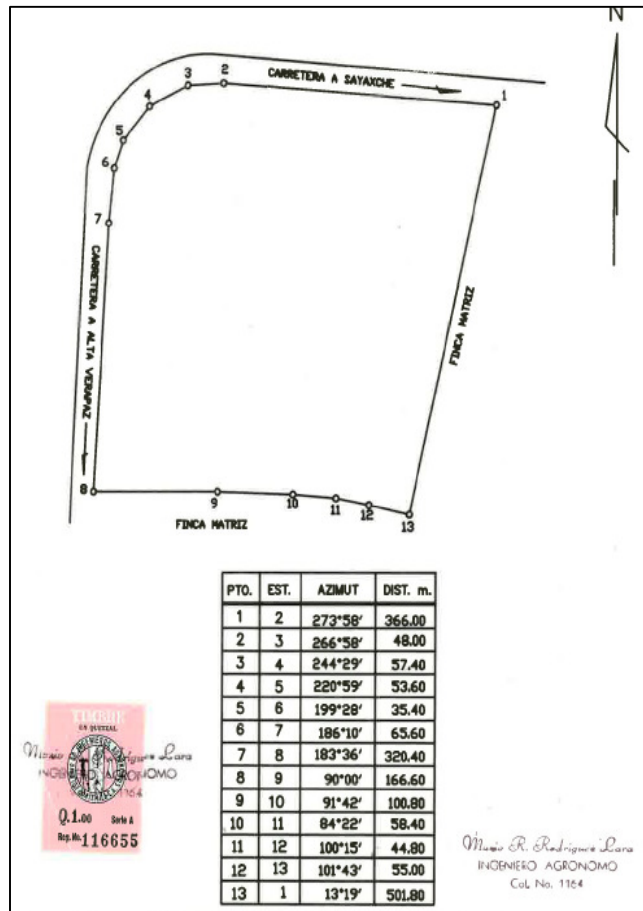 N
3
2
CARRETERA A SAYAXCHE
1
4
5
6
7
CARRETERA A ALTA VERAPAZ
FINCA MATRIZ
8
9
10
11
12
13
FINCA MATRIZ
PTO. EST. AZIMUT DIST. m.
1 2 273°58' 366.00
2 3 266°58' 48.00
3 4 244°29' 57.40
4 5 220°59' 53.60
5 6 199°28' 35.40
6 7 186°10' 65.60
7 8 183°36' 320.40
8 9 90°00' 166.60
9 10 91°42' 100.80
10 11 84°22' 58.40
11 12 100°15' 44.80
12 13 101°43' 55.00
13 1 13°19' 501.80
TIMBRE
UN QUETZAL
Lara
INGENIERO AGRONOMO
1164
Q.1.00 Serie A
Reg. No. 116655
Mario R. Rodriguez Lara
INGENIERO AGRONOMO
Col. No. 1164